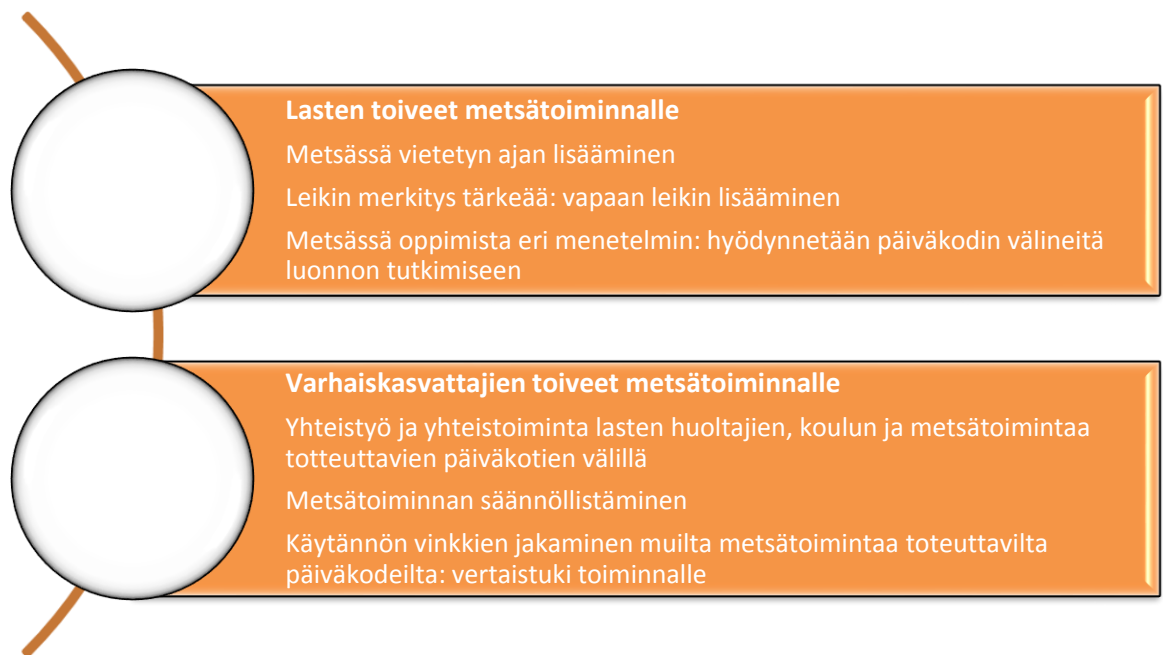 Lasten toiveet metsätoiminnalle
Metsässä vietetyn ajan lisääminen
Leikin merkitys tärkeää: vapaan leikin lisääminen
Metsässä oppimista eri menetelmin: hyödynnetään päiväkodin välineitä
luonnon tutkimiseen
Varhaiskasvattajien toiveet metsätoiminnalle
Yhteistyö ja yhteistoiminta lasten huoltajien, koulun ja metsätoimintaa
totteuttavien päiväkotien välillä
Metsätoiminnan säännöllistäminen
Käytännön vinkkien jakaminen muilta metsätoimintaa toteuttavilta
päiväkodeilta: vertaistuki toiminnalle